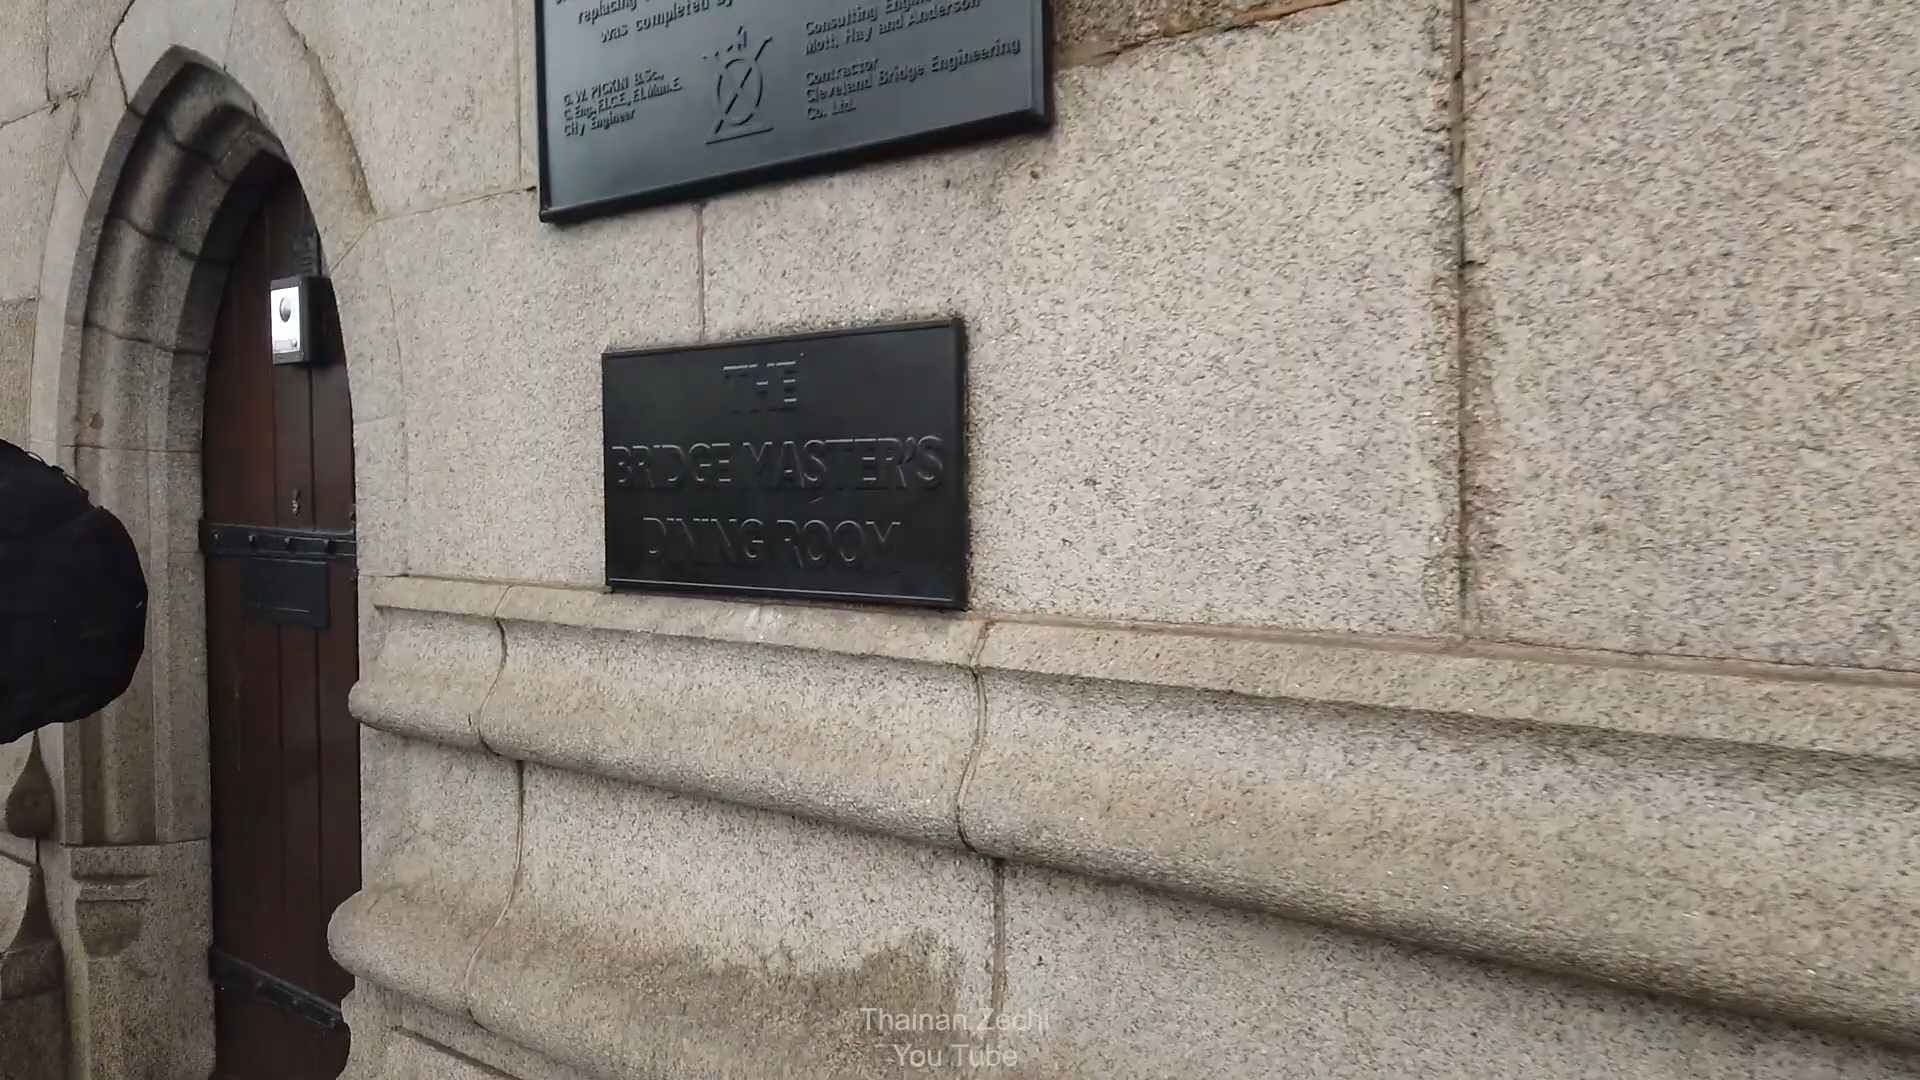 replacing
was completed by
G. W. PICKIN B.Sc.,
C. Eng., F.I.C.E., F.I.Mun.E.
City Engineer
Consulting
Mott, Hay and Anderson
Contractor
Cleveland Bridge Engineering
Co. Ltd.
THE
BRIDGE MASTER'S
DINING ROOM
Thainan Zechi
You Tube